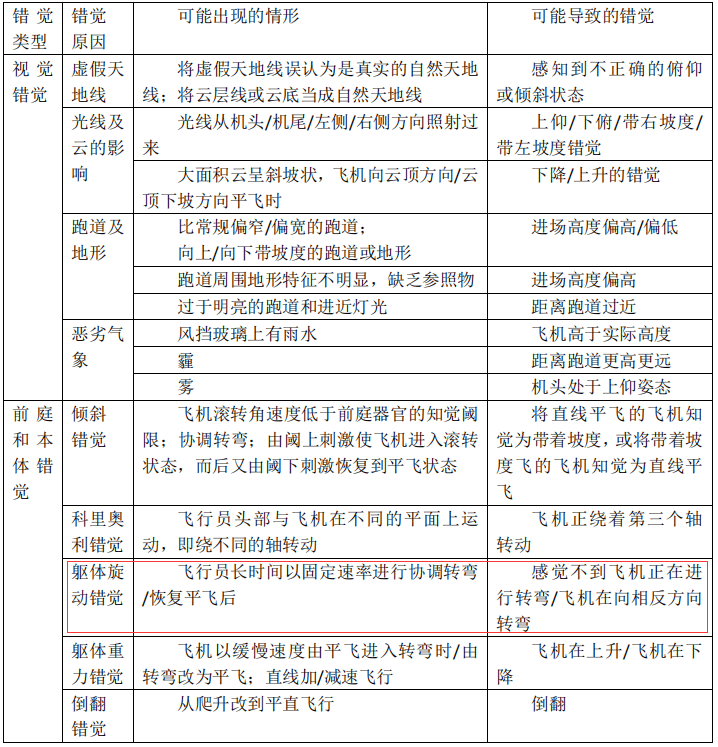 错觉类型 错觉原因 可能出现的情形 可能导致的错觉
视觉错觉
虚假天地线
将虚假天地线误认为是真实的自然天地
线；将云层线或云底当成自然天地线
感知到不正确的俯仰
或倾斜状态
光线及云的影响
光线从机头/机尾/左侧/右侧方向照射过
来
上仰/下俯/带右坡度/
带左坡度错觉
大面积云呈斜坡状，飞机向云顶方向/云
顶下坡方向平飞时
下降/上升的错觉
跑道及
地形
比常规偏窄/偏宽的跑道；
向上/向下带坡度的跑道或地形
进场高度偏高/偏低
跑道周围地形特征不明显，缺乏参照物
进场高度偏高
过于明亮的跑道和进近灯光
距离跑道过近
恶劣气
象
风挡玻璃上有雨水
飞机高于实际高度
霾
距离跑道更高更远
雾
机头处于上仰姿态
前庭
和本
体错
觉
倾斜
错觉
飞机滚转角速度低于前庭器官的知觉阈
限；协调转弯；由阈上刺激使飞机进入滚转
状态，而后又由阈下刺激恢复到平飞状态
将直线平飞的飞机知
觉为带着坡度，或将带着坡
度飞的飞机知觉为直线平
飞
科里奥
利错觉
飞行员头部与飞机在不同的平面上运
动，即绕不同的轴转动
飞机正绕着第三个轴
转动
躯体旋
动错觉
飞行员长时间以固定速率进行协调转弯
/恢复平飞后
感觉不到飞机正在进
行转弯/飞机在向相反方向
转弯
躯体重
力错觉
飞机以缓慢速度由平飞进入转弯时/由
转弯改为平飞；直线加/减速飞行
飞机在上升/飞机在下
降
倒翻
错觉
从爬升改到平直飞行
倒翻